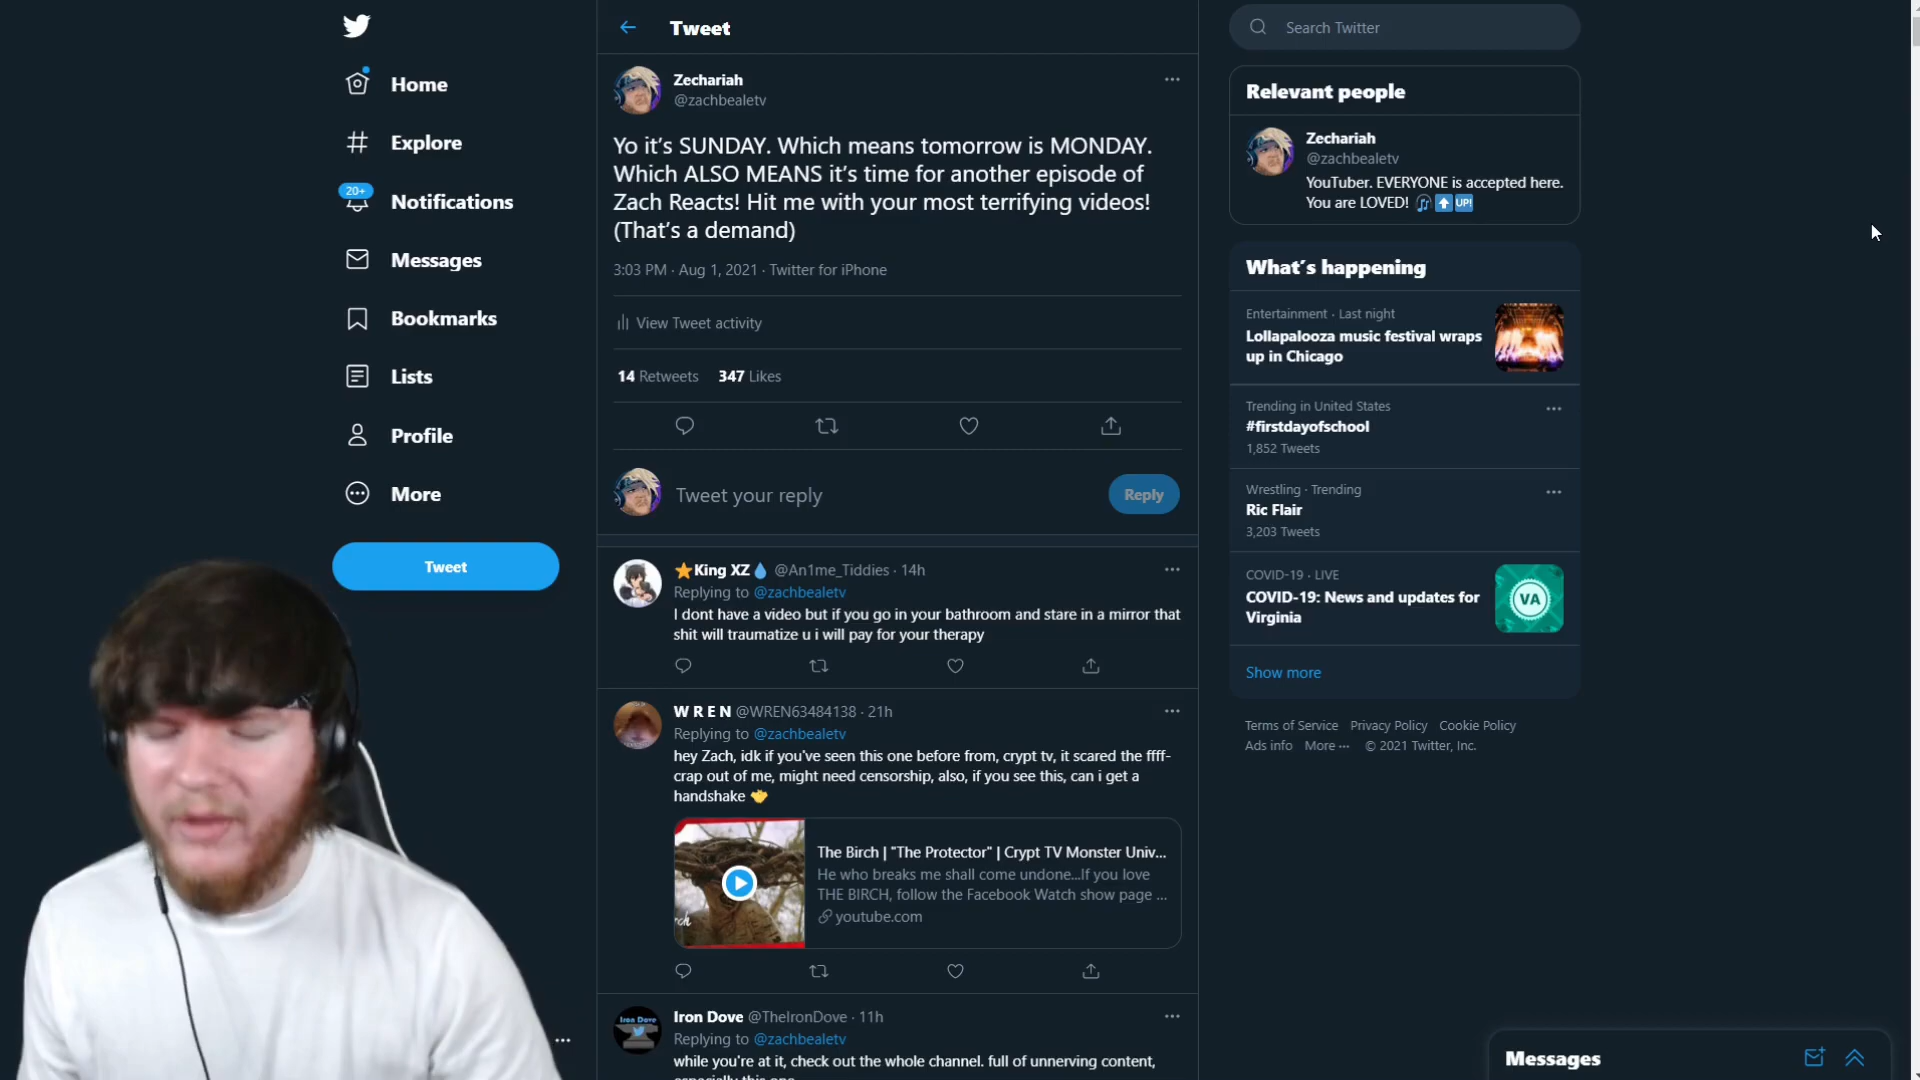 Home
Explore
20+
Notifications
Messages
Bookmarks
Lists
Profile
More
Tweet
Tweet
Zechariah
@zachbealetv
Yo it's SUNDAY. Which means tomorrow is MONDAY.
Which ALSO MEANS it's time for another episode of
Zach Reacts! Hit me with your most terrifying videos!
(That's a demand)
3:03 PM · Aug 1, 2021 · Twitter for iPhone
View Tweet activity
14 Retweets 347 Likes
Tweet your reply
Reply
King XZ @An1me_Tiddies · 14h
Replying to @zachbealetv
I dont have a video but if you go in your bathroom and stare in a mirror that
shit will traumatize u i will pay for your therapy
W R E N @WREN63484138 · 21h
Replying to @zachbealetv
hey Zach, idk if you've seen this one before from, crypt tv, it scared the ffff-
crap out of me, might need censorship, also, if you see this, can i get a
handshake
The Birch | "The Protector" | Crypt TV Monster Univ...
He who breaks me shall come undone...If you love
THE BIRCH, follow the Facebook Watch show page ...
youtube.com
Iron Dove
Iron Dove @TheIronDove · 11h
Replying to @zachbealetv
while you're at it, check out the whole channel. full of unnerving content,
Search Twitter
Relevant people
Zechariah
@zachbealetv
YouTuber. EVERYONE is accepted here.
You are LOVED! UP!
What's happening
Entertainment · Last night
Lollapalooza music festival wraps
up in Chicago
Trending in United States
#firstdayofschool
1,852 Tweets
Wrestling · Trending
Ric Flair
3,203 Tweets
COVID-19 · LIVE
COVID-19: News and updates for
Virginia
VA
Show more
Terms of Service Privacy Policy Cookie Policy
Ads info More ··· © 2021 Twitter, Inc.
Messages